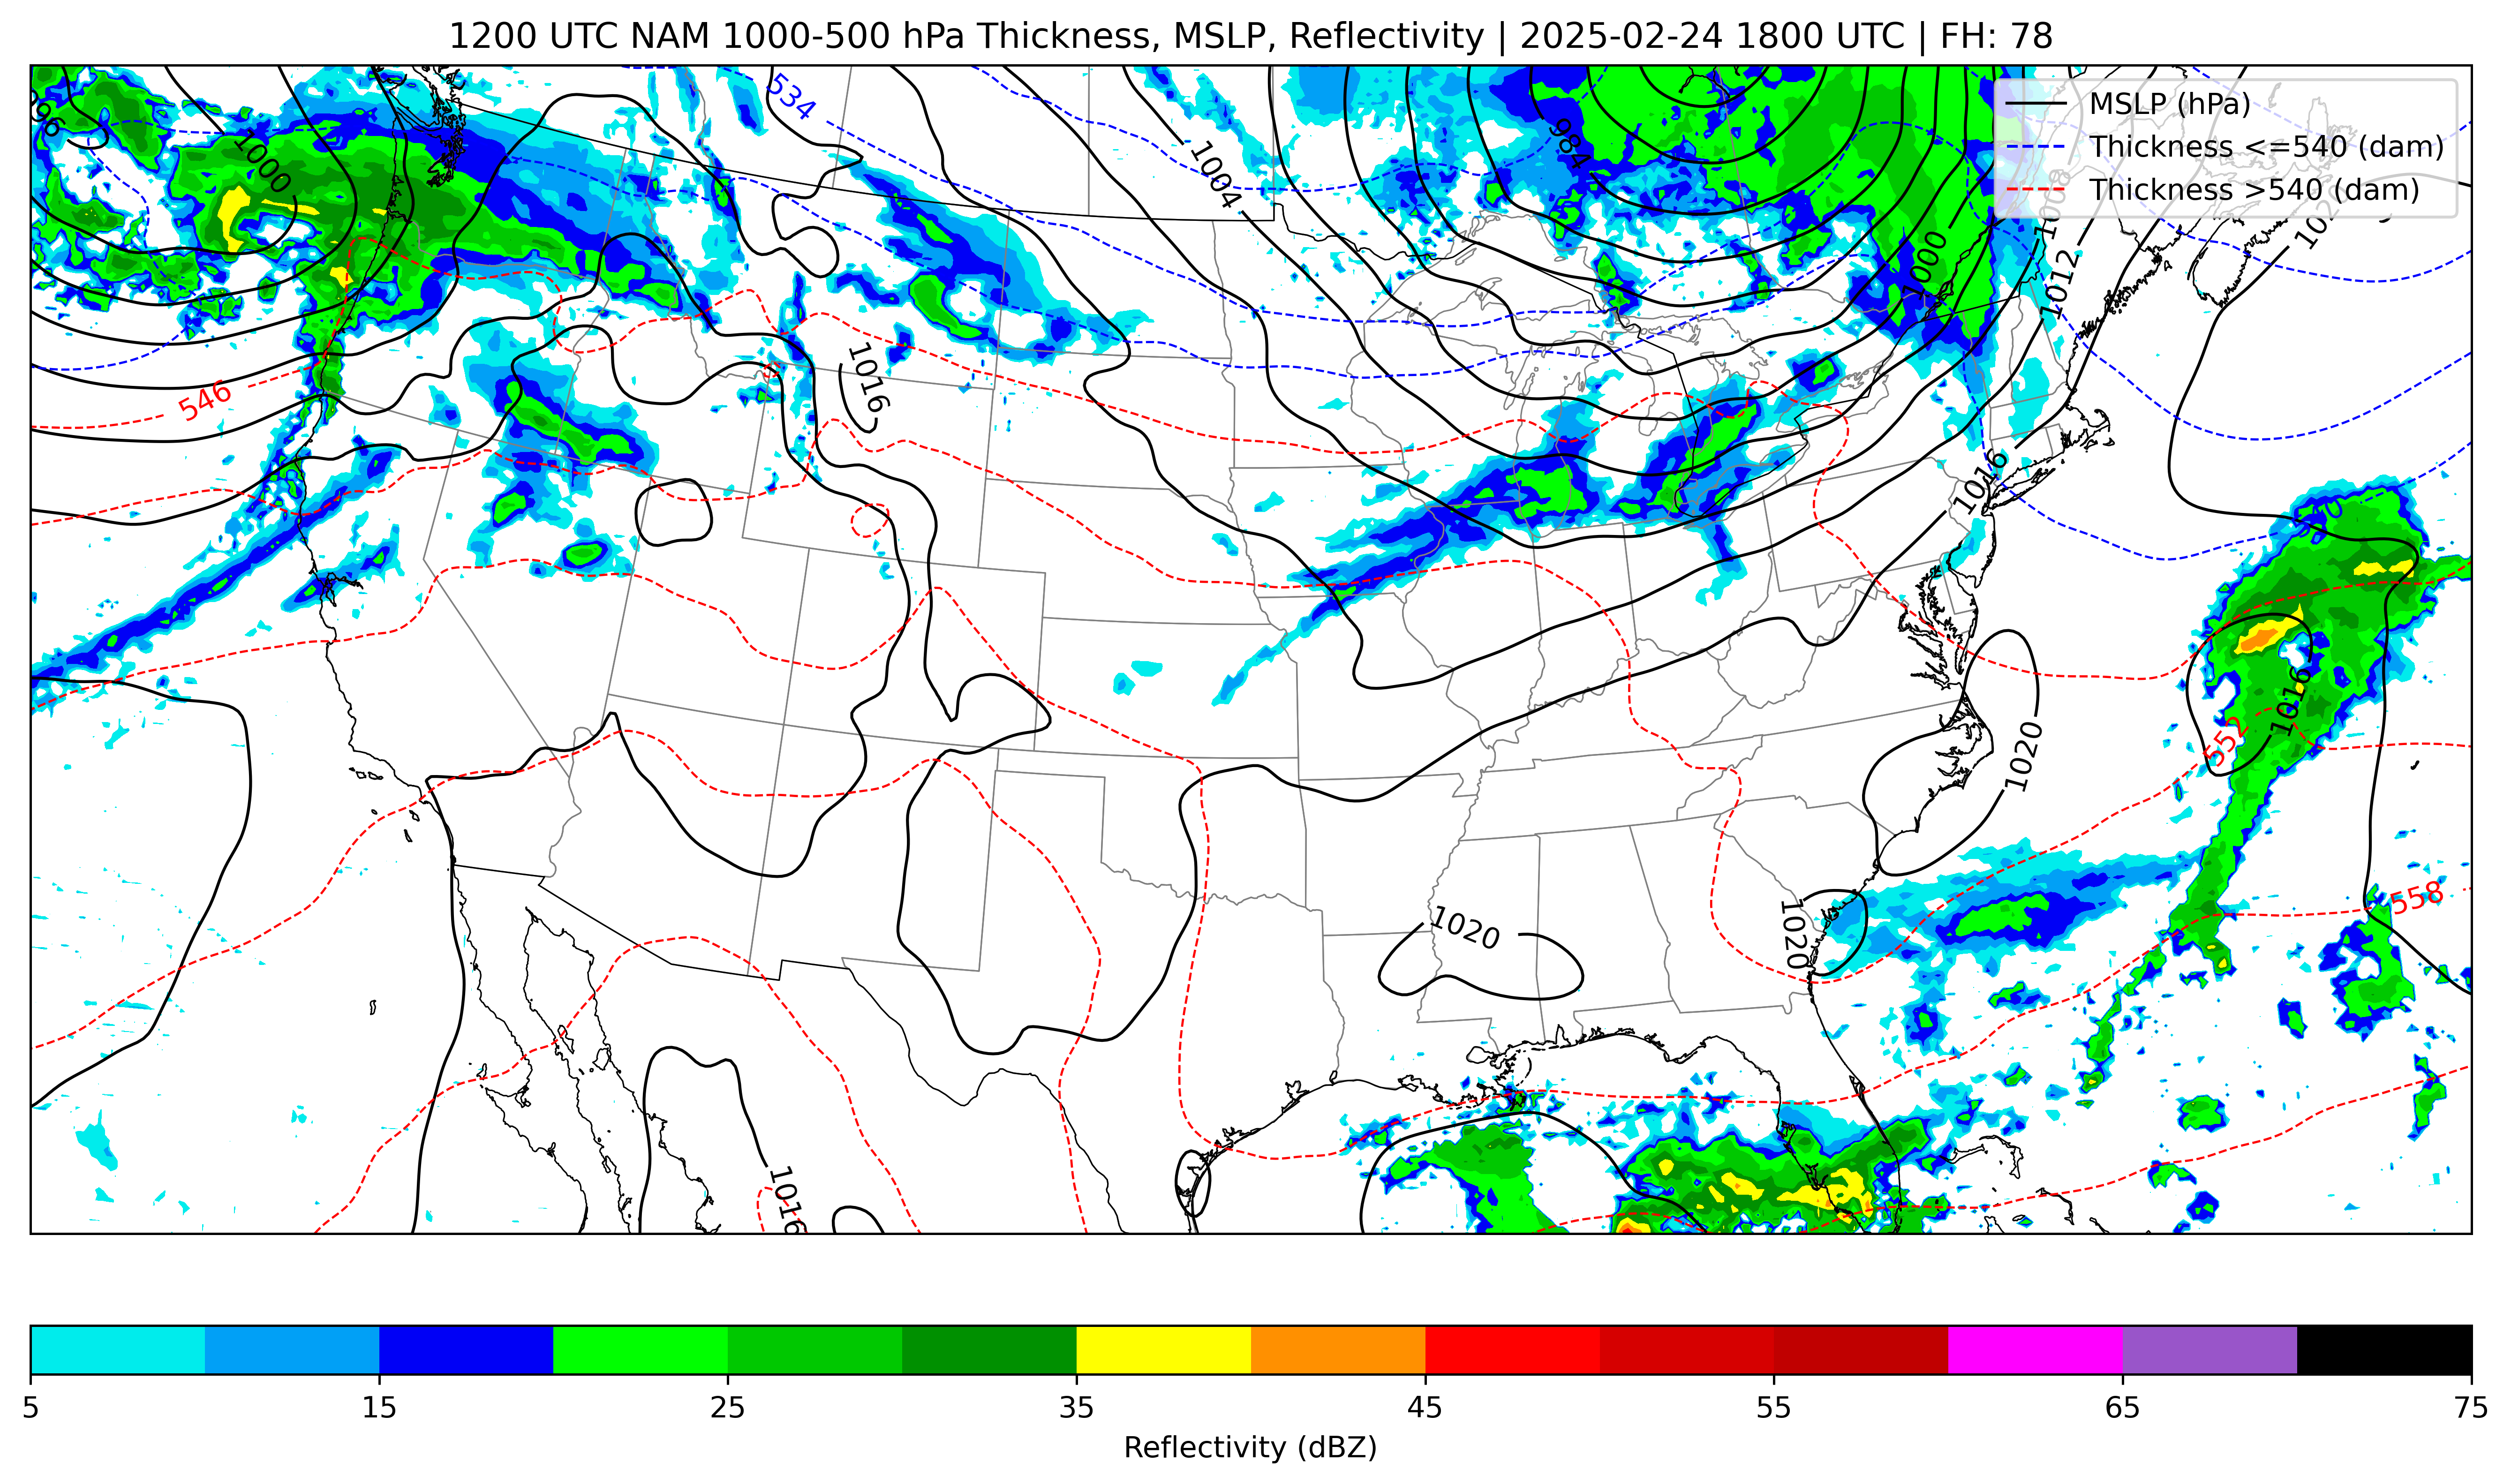 1200 UTC NAM 1000-500 hPa Thickness, MSLP, Reflectivity | 2025-02-24 1800 UTC | FH: 78
MSLP (hPa)
Thickness <=540 (dam)
Thickness >540 (dam)
534
1000
1004
984
1008
1000
1012
546
1016
1016
1016
552
1020
558
1020
1020
1016
5 15 25 35 45 55 65 75
Reflectivity (dBZ)